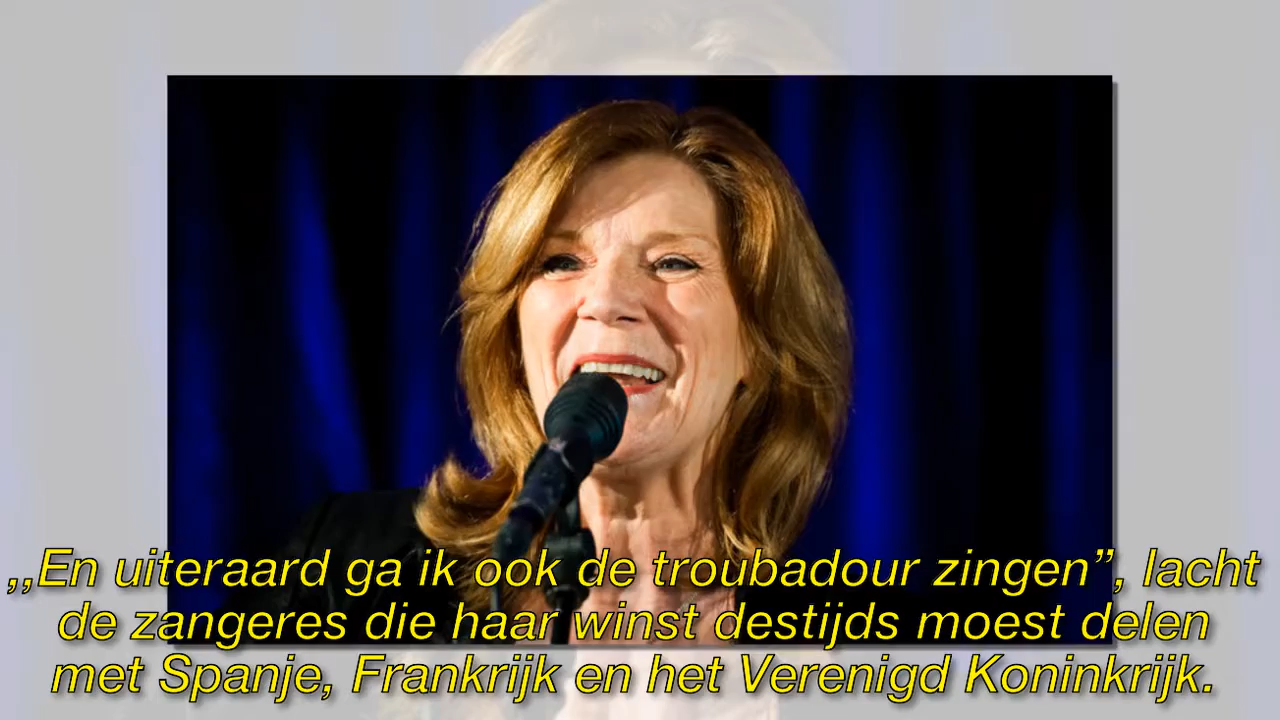 ,,En uiteraard ga ik ook de troubadour zingen”, lacht
de zangeres die haar winst destijds moest delen
met Spanje, Frankrijk en het Verenigd Koninkrijk.